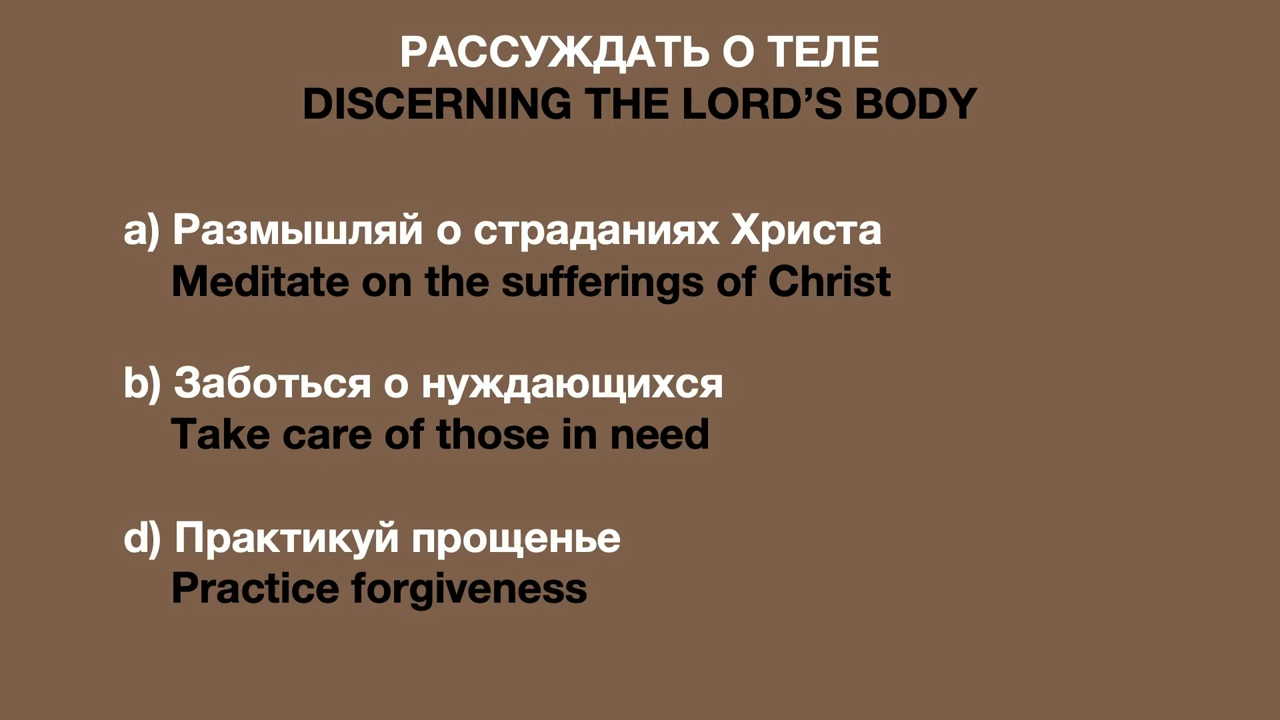 РАССУЖДАТЬ О ТЕЛЕ
DISCERNING THE LORD’S BODY
a) Размышляй о страданиях Христа
Meditate on the sufferings of Christ
b) Заботься о нуждающихся
Take care of those in need
d) Практикуй прощенье
Practice forgiveness